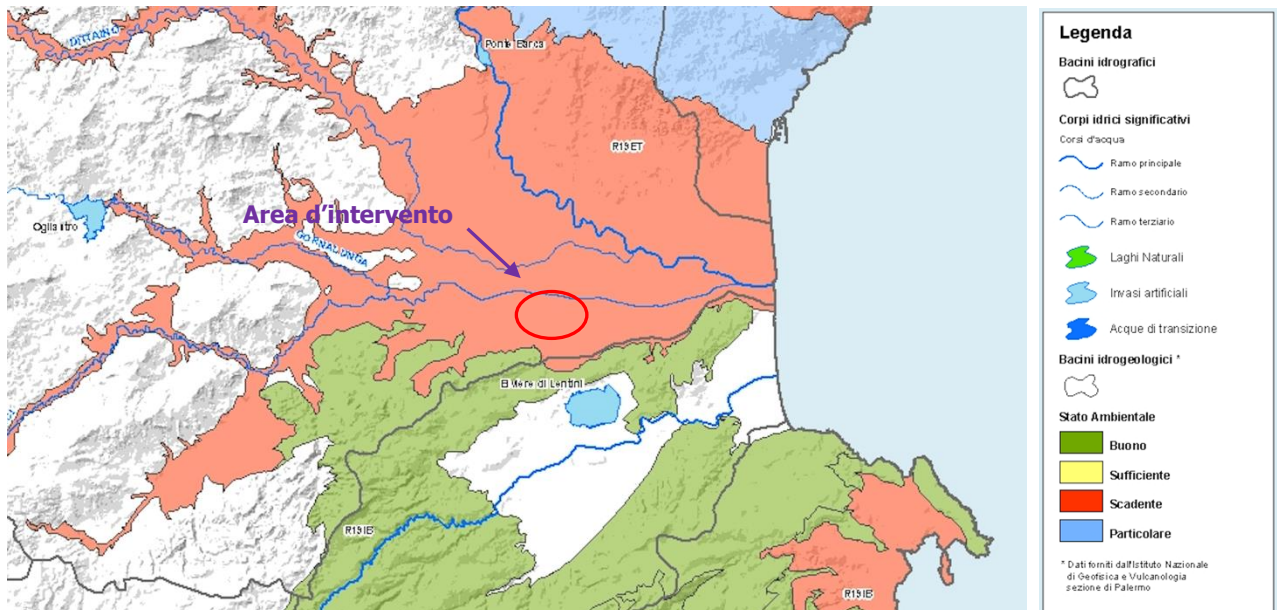 DITTAINO
Ponte Barca
R19ET
Area d'intervento
Ogliastro
GORNALUNGA
Biviere di Lentini
R19IB
R19IB
Legenda
Bacini idrografici
Corpi idrici significativi
Corsi d'acqua
Ramo principale
Ramo secondario
Ramo terziario
Laghi Naturali
Invasi artificiali
Acque di transizione
Bacini idrogeologici *
Stato Ambientale
Buono
Sufficiente
Scadente
Particolare
* Dati forniti dall'Istituto Nazionale
di Geofisica e Vulcanologia
sezione di Palermo